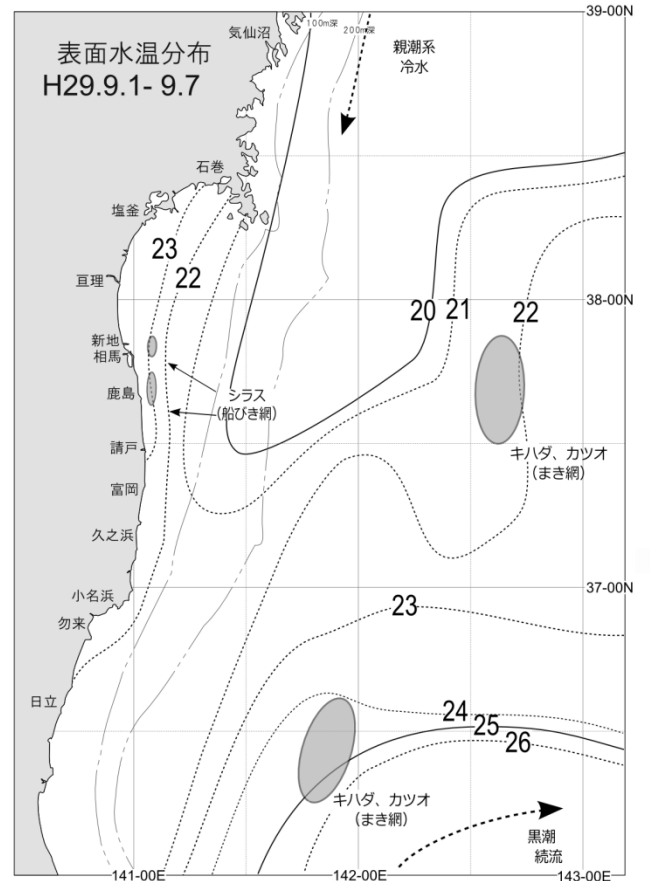 39-00N
気仙沼
100m深
200m深
表面水温分布
H29.9.1- 9.7
親潮系
冷水
石巻
塩釜
23
22
亘理
38-00N
20
21
22
新地
相馬
鹿島
シラス
(船びき網)
請戸
キハダ、カツオ
(まき網)
富岡
久之浜
37-00N
小名浜
23
勿来
日立
24
25
26
キハダ、カツオ
(まき網)
黒潮
続流
141-00E
142-00E
143-00E